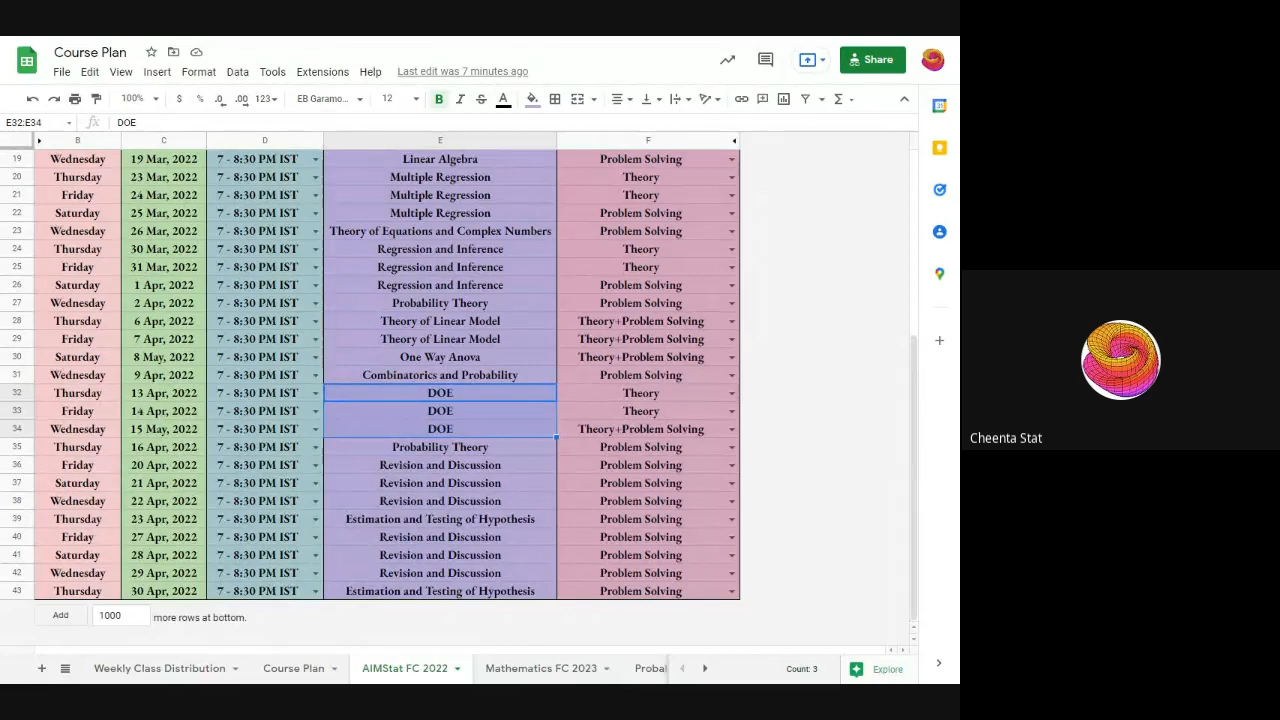 Course Plan
File Edit View Insert Format Data Tools Extensions Help Last edit was 7 minutes ago
Share
100% $ % .0 .00 123 EB Garamo... 12 B I S A
E32:E34 fx DOE
B C D E F
19 Wednesday 19 Mar, 2022 7 - 8:30 PM IST Linear Algebra Problem Solving
20 Thursday 23 Mar, 2022 7 - 8:30 PM IST Multiple Regression Theory
21 Friday 24 Mar, 2022 7 - 8:30 PM IST Multiple Regression Theory
22 Saturday 25 Mar, 2022 7 - 8:30 PM IST Multiple Regression Problem Solving
23 Wednesday 26 Mar, 2022 7 - 8:30 PM IST Theory of Equations and Complex Numbers Problem Solving
24 Thursday 30 Mar, 2022 7 - 8:30 PM IST Regression and Inference Theory
25 Friday 31 Mar, 2022 7 - 8:30 PM IST Regression and Inference Theory
26 Saturday 1 Apr, 2022 7 - 8:30 PM IST Regression and Inference Problem Solving
27 Wednesday 2 Apr, 2022 7 - 8:30 PM IST Probability Theory Problem Solving
28 Thursday 6 Apr, 2022 7 - 8:30 PM IST Theory of Linear Model Theory+Problem Solving
29 Friday 7 Apr, 2022 7 - 8:30 PM IST Theory of Linear Model Theory+Problem Solving
30 Saturday 8 May, 2022 7 - 8:30 PM IST One Way Anova Theory+Problem Solving
31 Wednesday 9 Apr, 2022 7 - 8:30 PM IST Combinatorics and Probability Problem Solving
32 Thursday 13 Apr, 2022 7 - 8:30 PM IST DOE Theory
33 Friday 14 Apr, 2022 7 - 8:30 PM IST DOE Theory
34 Wednesday 15 May, 2022 7 - 8:30 PM IST DOE Theory+Problem Solving
35 Thursday 16 Apr, 2022 7 - 8:30 PM IST Probability Theory Problem Solving
36 Friday 20 Apr, 2022 7 - 8:30 PM IST Revision and Discussion Problem Solving
37 Saturday 21 Apr, 2022 7 - 8:30 PM IST Revision and Discussion Problem Solving
38 Wednesday 22 Apr, 2022 7 - 8:30 PM IST Revision and Discussion Problem Solving
39 Thursday 23 Apr, 2022 7 - 8:30 PM IST Estimation and Testing of Hypothesis Problem Solving
40 Friday 27 Apr, 2022 7 - 8:30 PM IST Revision and Discussion Problem Solving
41 Saturday 28 Apr, 2022 7 - 8:30 PM IST Revision and Discussion Problem Solving
42 Wednesday 29 Apr, 2022 7 - 8:30 PM IST Revision and Discussion Problem Solving
43 Thursday 30 Apr, 2022 7 - 8:30 PM IST Estimation and Testing of Hypothesis Problem Solving
Add 1000 more rows at bottom.
Weekly Class Distribution Course Plan AIMStat FC 2022 Mathematics FC 2023 Probal Count: 3 Explore
Cheenta Stat